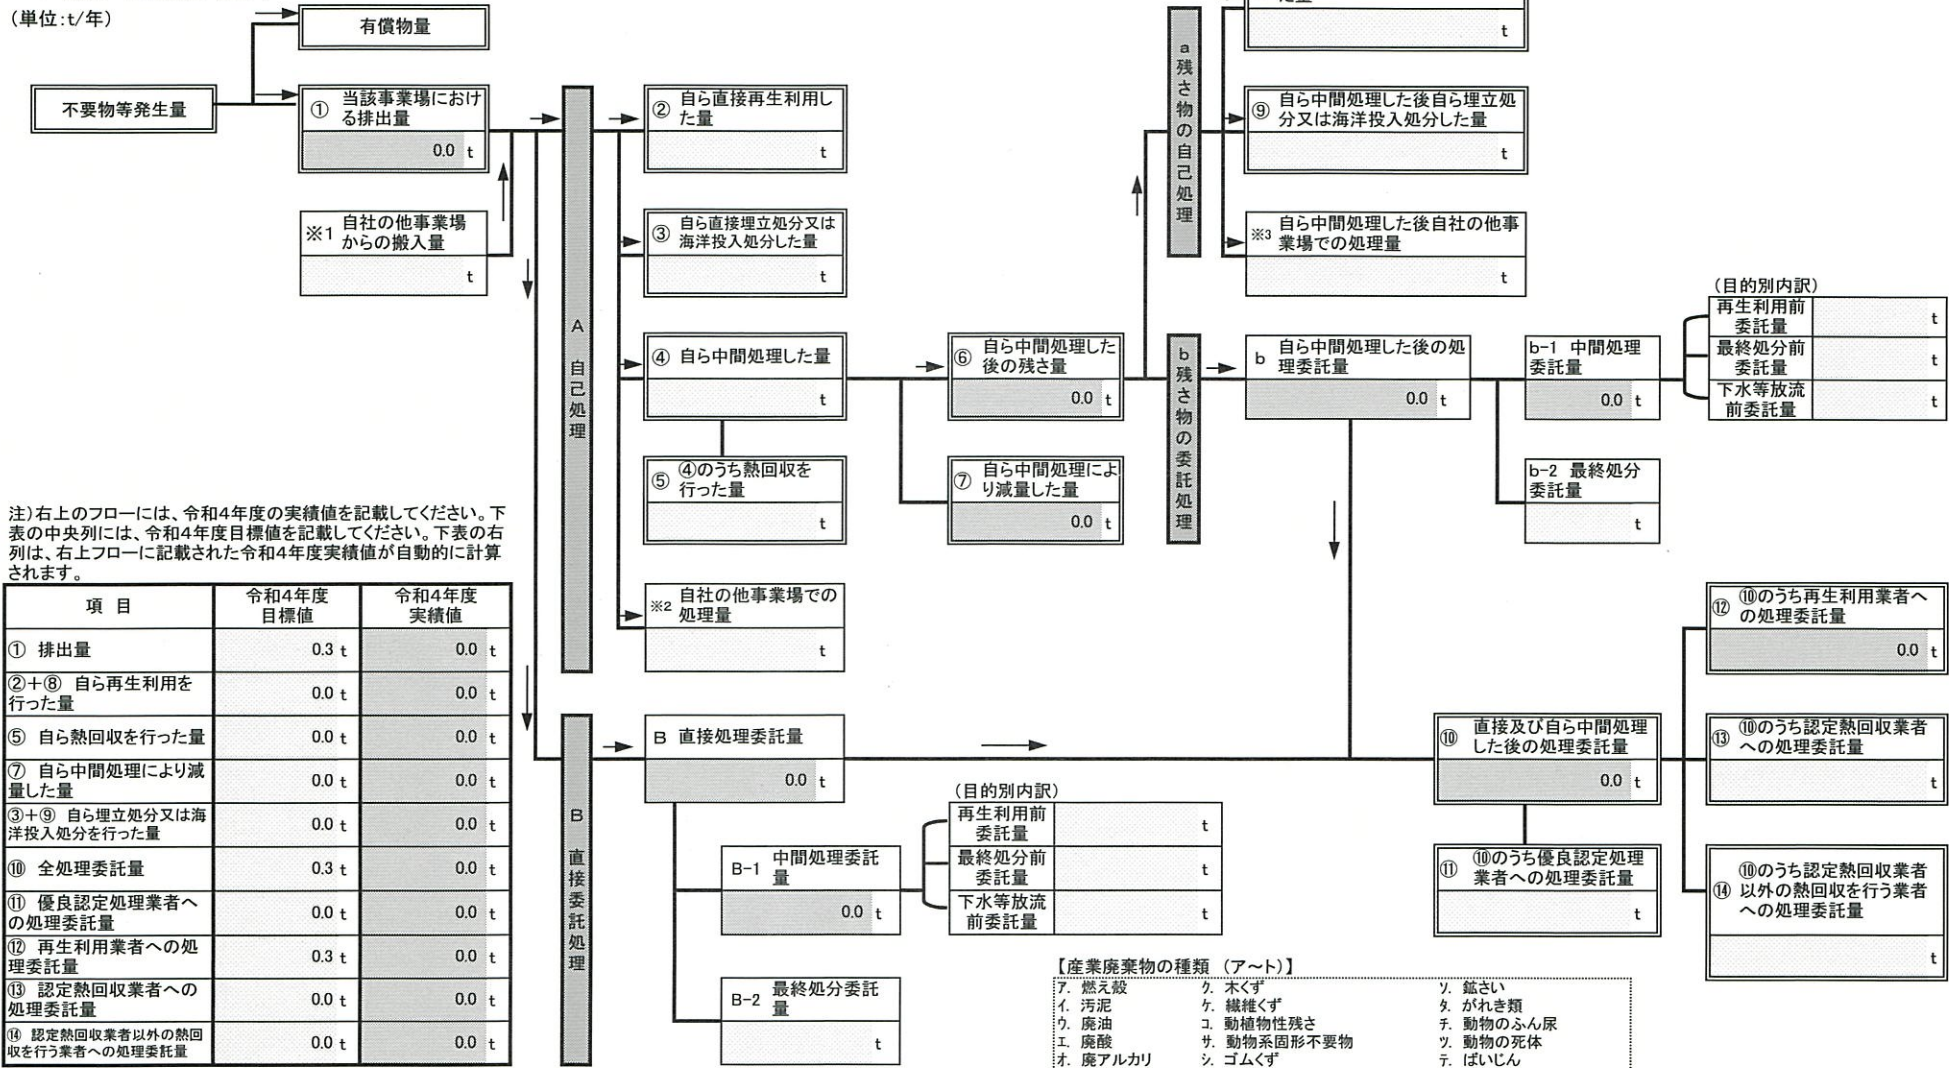 (単位:t/年)
有償物量
不要物等発生量
① 当該事業場におけ
る排出量
0.0 t
※1 自社の他事業場
からの搬入量
t
A 自己処理
② 自ら直接再生利用し
た量
t
③ 自ら直接埋立処分又は
海洋投入処分した量
t
④ 自ら中間処理した量
t
⑤ ④のうち熱回収を
行った量
t
※2 自社の他事業場での
処理量
t
⑥ 自ら中間処理した
後の残さ量
0.0 t
⑦ 自ら中間処理によ
り減量した量
0.0 t
a 残さ物の自己処理
t
⑨ 自ら中間処理した後自ら埋立処
分又は海洋投入処分した量
t
※3 自ら中間処理した後自社の他事
業場での処理量
t
b 残さ物の委託処理
b 自ら中間処理した後の処
理委託量
0.0 t
b-1 中間処理
委託量
0.0 t
(目的別内訳)
再生利用前
委託量
t
最終処分前
委託量
t
下水等放流
前委託量
t
b-2 最終処分
委託量
t
注)右上のフローには、令和4年度の実績値を記載してください。下
表の中央列には、令和4年度目標値を記載してください。下表の右
列は、右上フローに記載された令和4年度実績値が自動的に計算
されます。
項 目 令和4年度 令和4年度
目標値 実績値
① 排出量 0.3 t 0.0 t
②+⑧ 自ら再生利用を
行った量 0.0 t 0.0 t
⑤ 自ら熱回収を行った量 0.0 t 0.0 t
⑦ 自ら中間処理により減
量した量 0.0 t 0.0 t
③+⑨ 自ら埋立処分又は海
洋投入処分を行った量 0.0 t 0.0 t
⑩ 全処理委託量 0.3 t 0.0 t
⑪ 優良認定処理業者へ
の処理委託量 0.0 t 0.0 t
⑫ 再生利用業者への処
理委託量 0.3 t 0.0 t
⑬ 認定熱回収業者への
処理委託量 0.0 t 0.0 t
⑭ 認定熱回収業者以外の熱回
収を行う業者への処理委託量 0.0 t 0.0 t
B 直接委託処理
B 直接処理委託量
0.0 t
B-1 中間処理委託
量
0.0 t
(目的別内訳)
再生利用前
委託量
t
最終処分前
委託量
t
下水等放流
前委託量
t
B-2 最終処分委託
量
t
⑩ 直接及び自ら中間処理
した後の処理委託量
0.0 t
⑪ ⑩のうち優良認定処理
業者への処理委託量
t
⑫ ⑩のうち再生利用業者へ
の処理委託量
0.0 t
⑬ ⑩のうち認定熱回収業者
への処理委託量
t
⑭ ⑩のうち認定熱回収業者
以外の熱回収を行う業者
への処理委託量
t
【産業廃棄物の種類 (ア～ト)】
ア. 燃え殻 ク. 木くず ソ. 鉱さい
イ. 汚泥 ケ. 繊維くず タ. がれき類
ウ. 廃油 コ. 動植物性残さ チ. 動物のふん尿
エ. 廃酸 サ. 動物系固形不要物 ツ. 動物の死体
オ. 廃アルカリ シ. ゴムくず テ. ばいじん